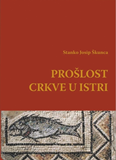 Stanko Josip Škunca
PROŠLOST
CRKVE U ISTRI